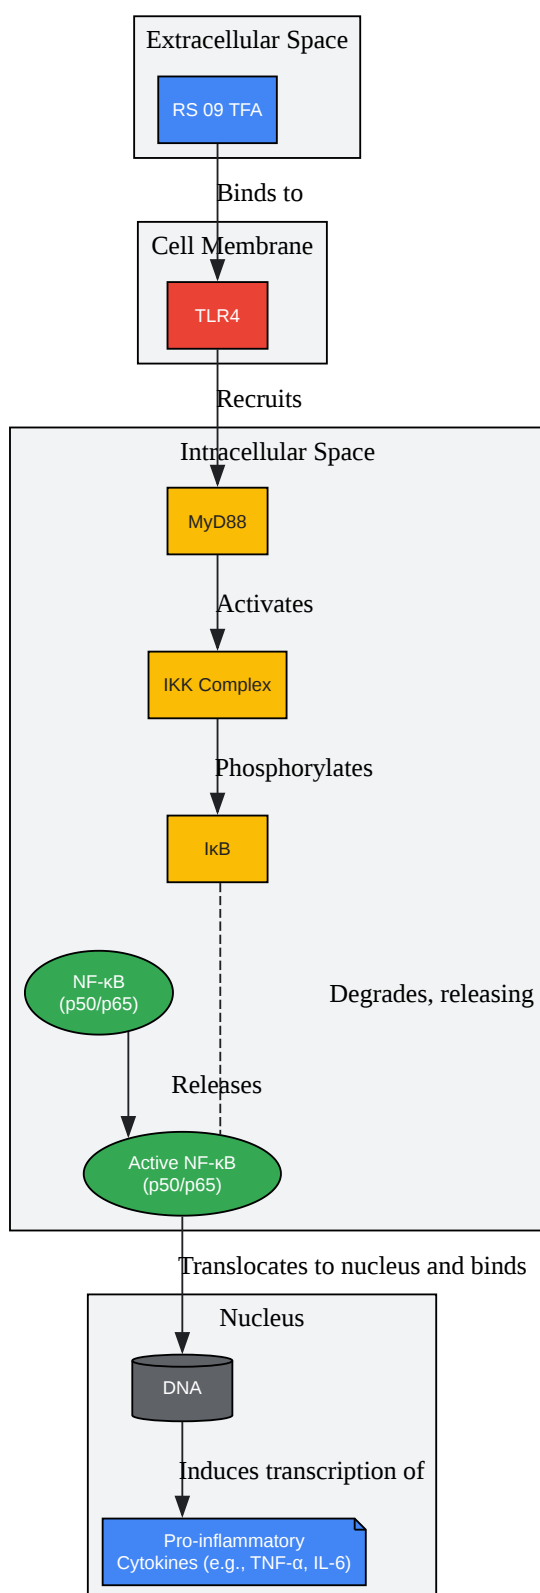 Extracellular Space
RS 09 TFA
Binds to
Cell Membrane
TLR4
Recruits
Intracellular Space
MyD88
Activates
IKK Complex
Phosphorylates
IκB
NF-κB
(p50/p65)
Degrades, releasing
Releases
Active NF-κB
(p50/p65)
Translocates to nucleus and binds
Nucleus
DNA
Induces transcription of
Pro-inflammatory
Cytokines (e.g., TNF-α, IL-6)